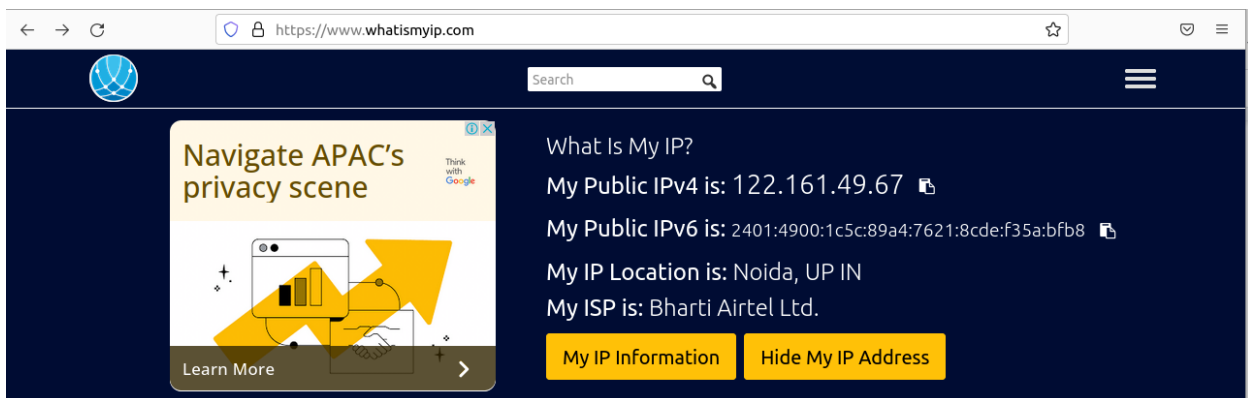 https://www.whatismyip.com
Search
Navigate APAC's
privacy scene
Think
with
Google
Learn More
What Is My IP?
My Public IPv4 is: 122.161.49.67
My Public IPv6 is: 2401:4900:1c5c:89a4:7621:8cde:f35a:bfb8
My IP Location is: Noida, UP IN
My ISP is: Bharti Airtel Ltd.
My IP Information
Hide My IP Address